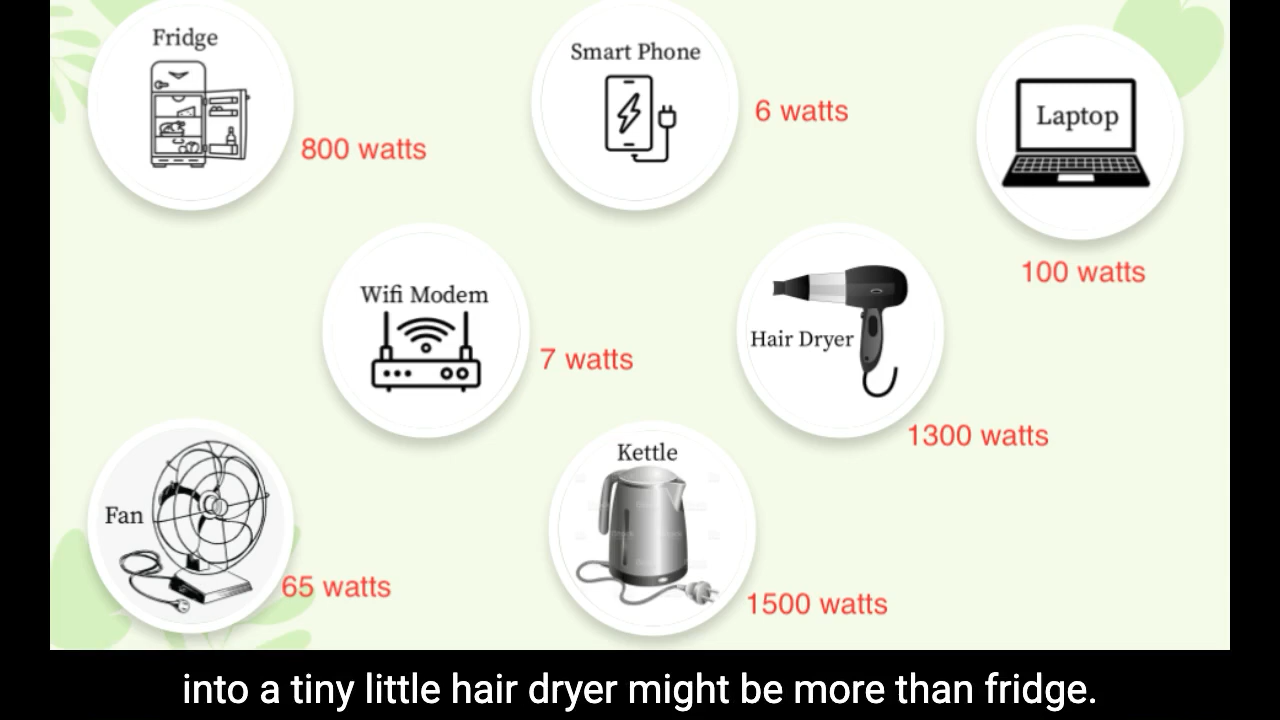 Fridge
800 watts
Smart Phone
6 watts
Laptop
100 watts
Wifi Modem
7 watts
Hair Dryer
1300 watts
Fan
65 watts
Kettle
1500 watts
into a tiny little hair dryer might be more than fridge.